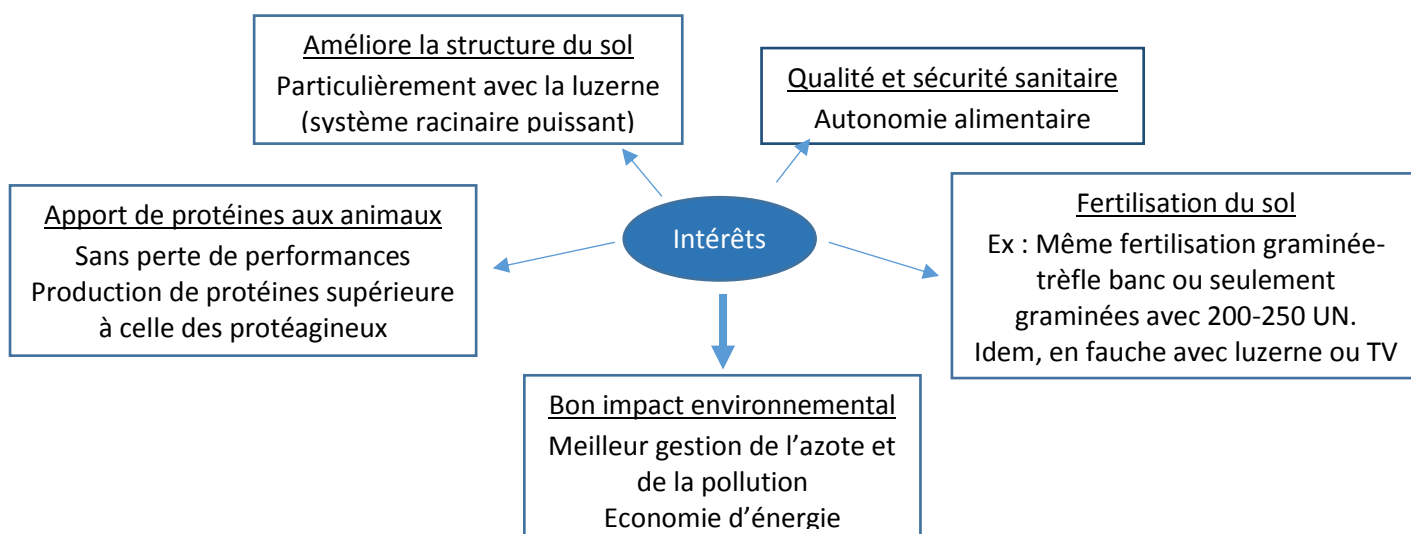 Améliore la structure du sol
Particulièrement avec la luzerne
(système racinaire puissant)
Qualité et sécurité sanitaire
Autonomie alimentaire
Apport de protéines aux animaux
Sans perte de performances
Production de protéines supérieure
à celle des protéagineux
Intérêts
Fertilisation du sol
Ex : Même fertilisation graminée-
trèfle banc ou seulement
graminées avec 200-250 UN.
Idem, en fauche avec luzerne ou TV
Bon impact environnemental
Meilleur gestion de l’azote et
de la pollution
Economie d’énergie